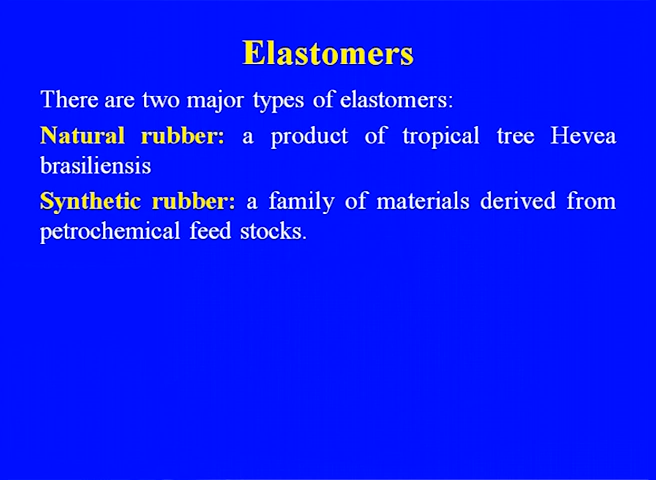 Elastomers
There are two major types of elastomers:
Natural rubber: a product of tropical tree Hevea
brasiliensis
Synthetic rubber: a family of materials derived from
petrochemical feed stocks.